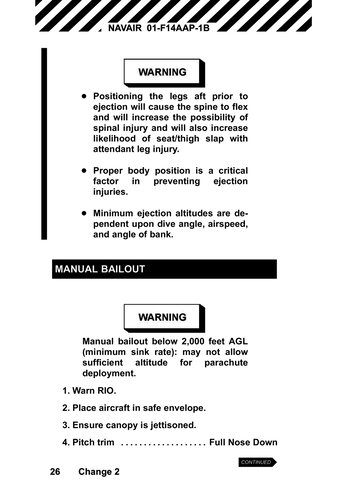 NAVAIR 01-F14AAP-1B
WARNING
● Positioning the legs aft prior to
ejection will cause the spine to flex
and will increase the possibility of
spinal injury and will also increase
likelihood of seat/thigh slap with
attendant leg injury.
● Proper body position is a critical
factor in preventing ejection
injuries.
● Minimum ejection altitudes are de-
pendent upon dive angle, airspeed,
and angle of bank.
MANUAL BAILOUT
WARNING
Manual bailout below 2,000 feet AGL
(minimum sink rate): may not allow
sufficient altitude for parachute
deployment.
1. Warn RIO.
2. Place aircraft in safe envelope.
3. Ensure canopy is jettisoned.
4. Pitch trim . . . . . . . . . . . . . . . . . . . Full Nose Down
CONTINUED
26 Change 2